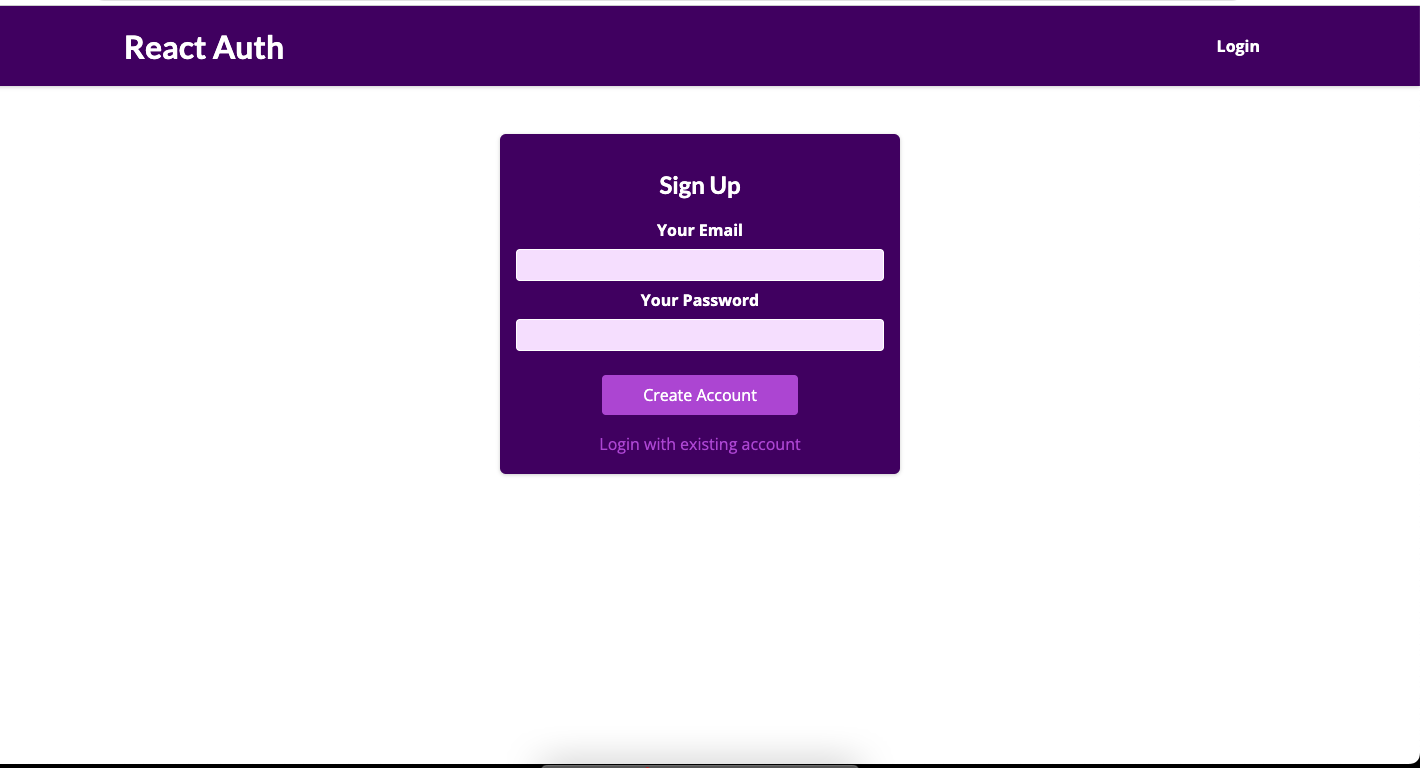 React Auth
Login
Sign Up
Your Email
Your Password
Create Account
Login with existing account